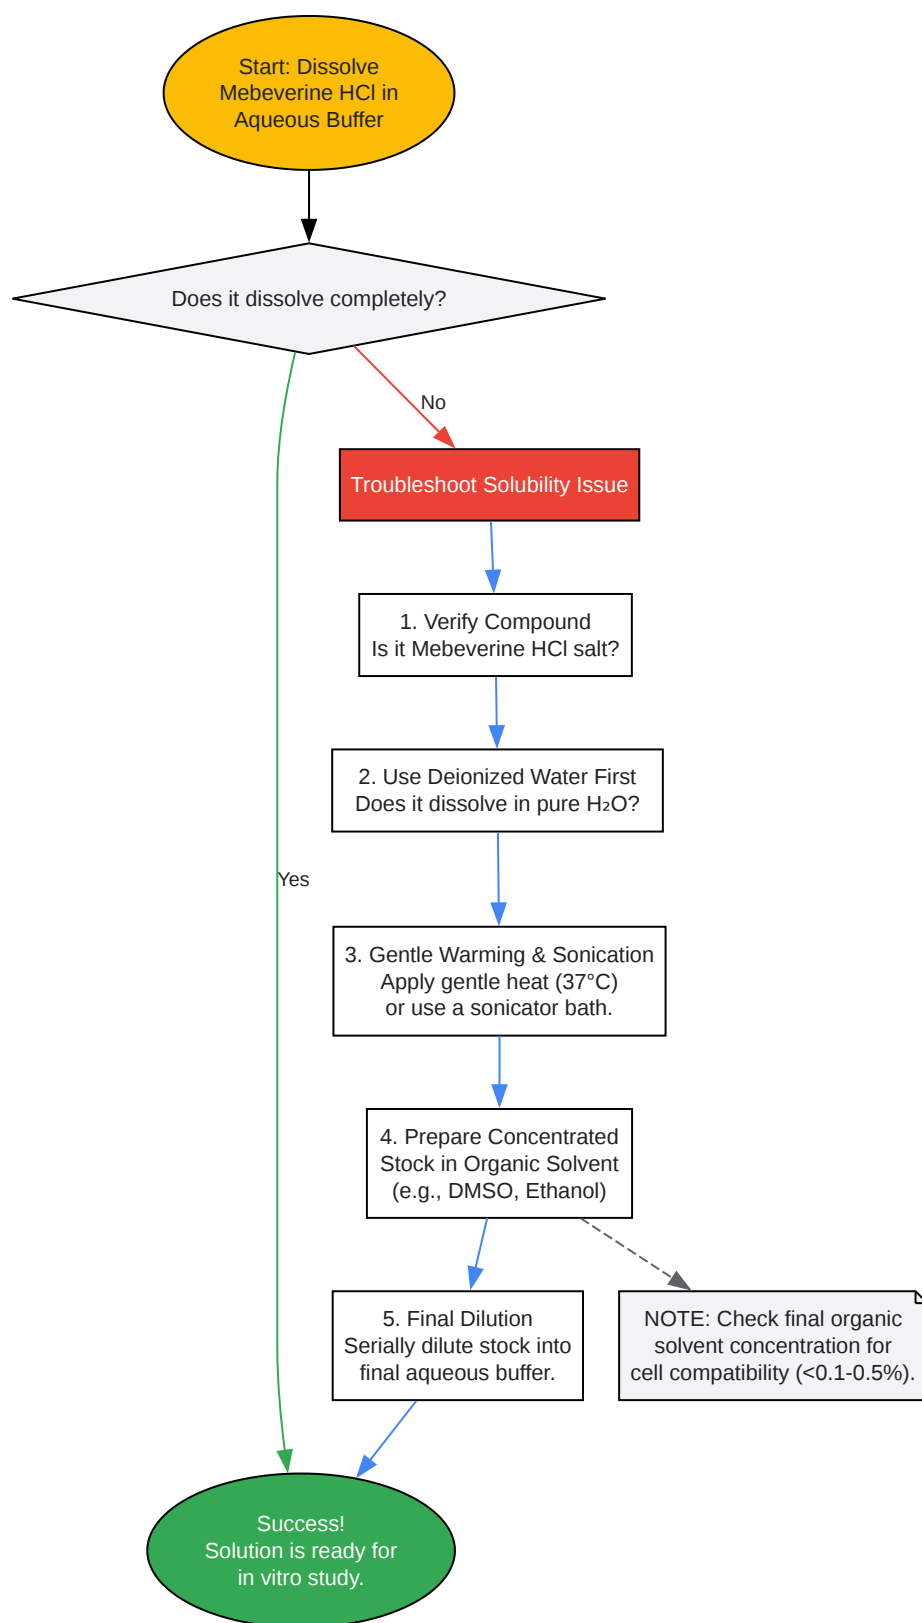 Start: Dissolve
Mebeverine HCl in
Aqueous Buffer
Does it dissolve completely?
No
Troubleshoot Solubility Issue
1. Verify Compound
Is it Mebeverine HCl salt?
2. Use Deionized Water First
Does it dissolve in pure H₂O?
Yes
3. Gentle Warming & Sonication
Apply gentle heat (37°C)
or use a sonicator bath.
4. Prepare Concentrated
Stock in Organic Solvent
(e.g., DMSO, Ethanol)
5. Final Dilution
Serially dilute stock into
final aqueous buffer.
NOTE: Check final organic
solvent concentration for
cell compatibility (<0.1-0.5%).
Success!
Solution is ready for
in vitro study.